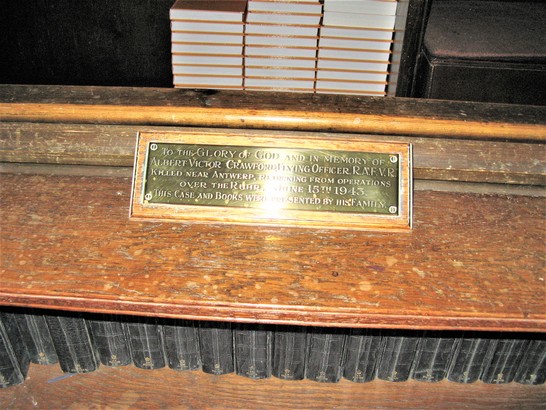 TO THE GLORY OF GOD AND IN MEMORY OF
ALBERT VICTOR CRAWFORD FLYING OFFICER R.A.F.V.R.
KILLED NEAR ANTWERP, RETURNING FROM OPERATIONS
OVER THE RUHR JUNE 15TH 1943.
THIS CASE AND BOOKS WERE PRESENTED BY HIS FAMILY